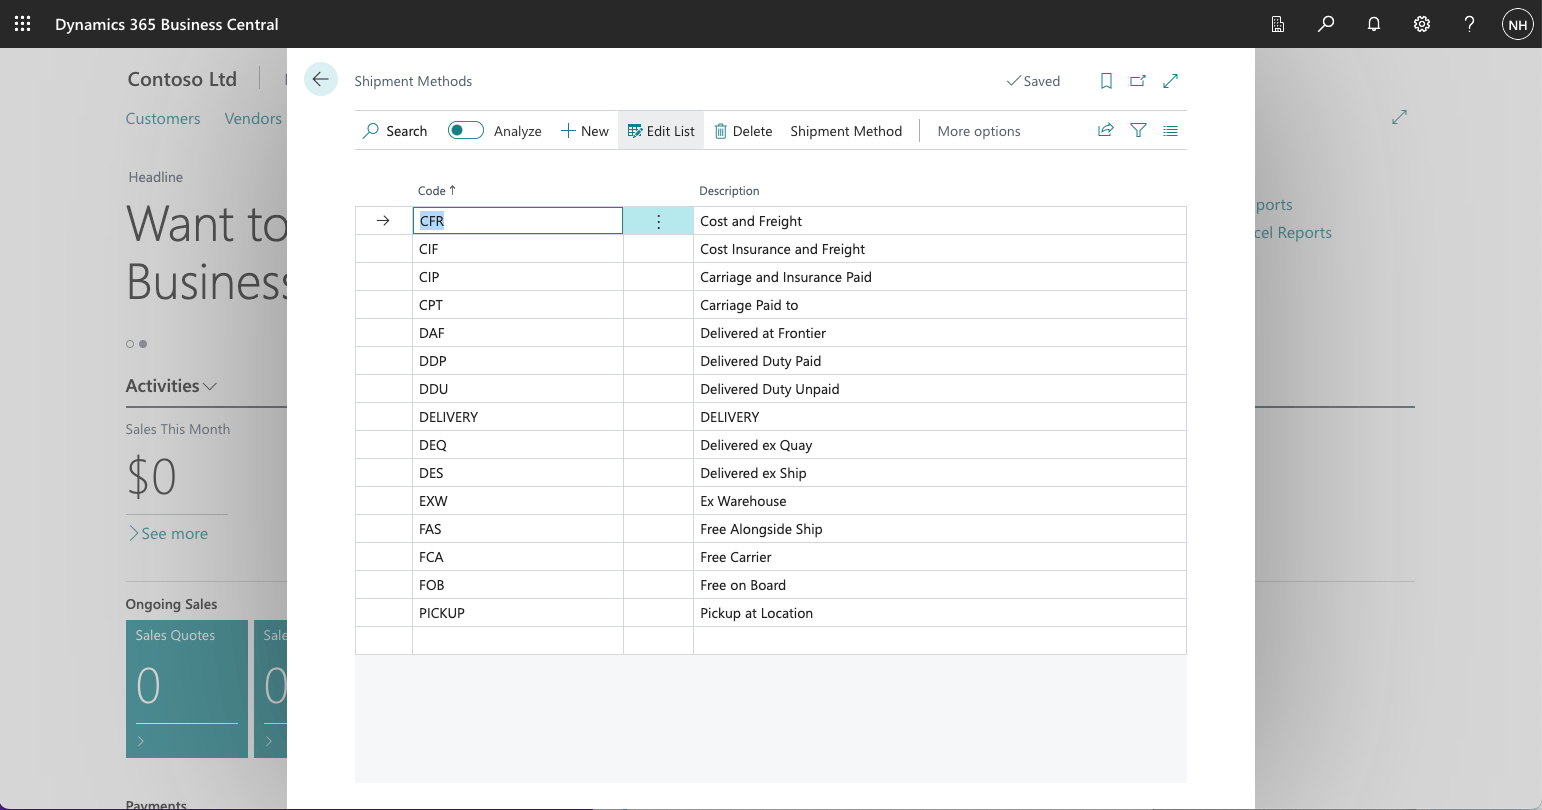 Dynamics 365 Business Central
NH
Contoso Ltd
Customers Vendors
Headline
Want to
Business
Activities
Sales This Month
$0
See more
Ongoing Sales
Sales Quotes
0
Sale
0
Payments
Shipment Methods
Saved
Search Analyze New Edit List Delete Shipment Method More options
Code ↑ Description
CFR Cost and Freight
CIF Cost Insurance and Freight
CIP Carriage and Insurance Paid
CPT Carriage Paid to
DAF Delivered at Frontier
DDP Delivered Duty Paid
DDU Delivered Duty Unpaid
DELIVERY DELIVERY
DEQ Delivered ex Quay
DES Delivered ex Ship
EXW Ex Warehouse
FAS Free Alongside Ship
FCA Free Carrier
FOB Free on Board
PICKUP Pickup at Location
ports
cel Reports